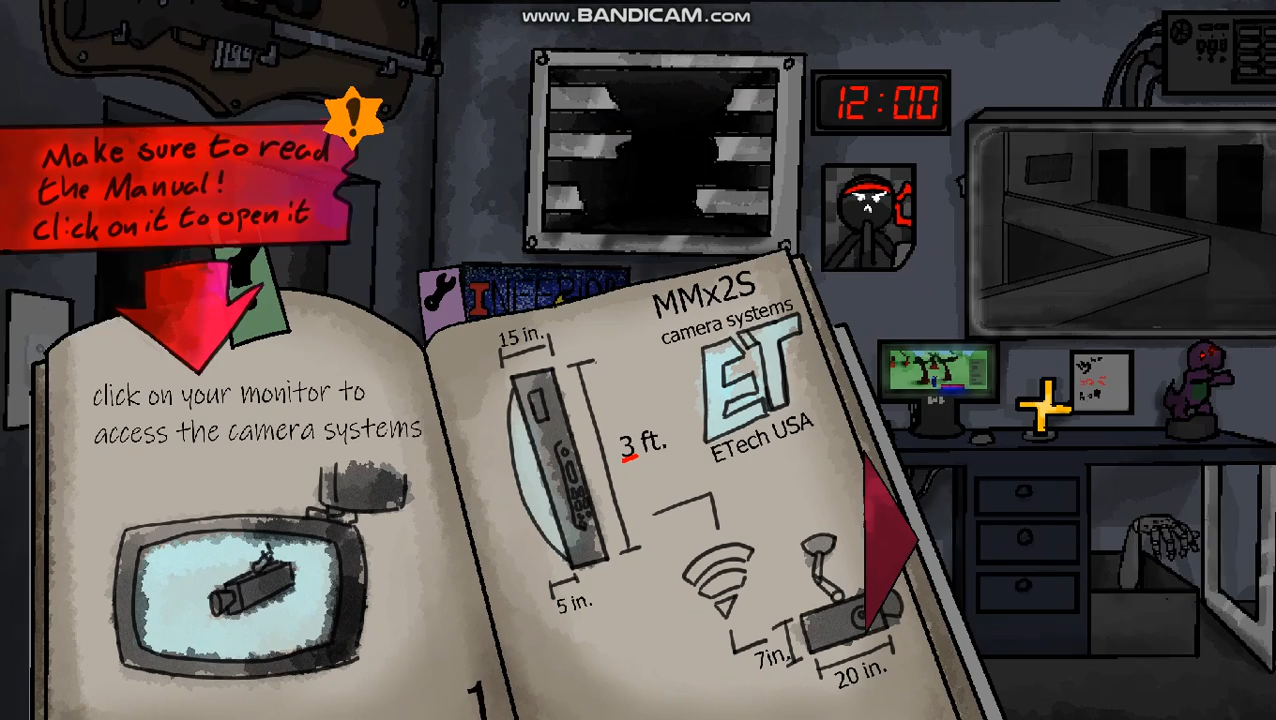 www.BANDICAM.com
12:00
!
Make sure to read
the Manual!
click on it to open it
click on your monitor to
access the camera systems
1
MMx2S
camera systems
ET
ETech USA
15 in.
3 ft.
5 in.
7in.
20 in.